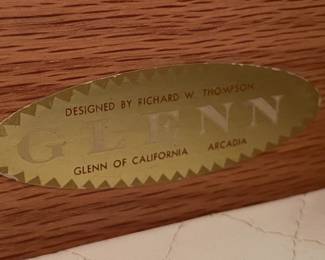 DESIGNED BY RICHARD W. THOMPSON
GLENN
GLENN OF CALIFORNIA ARCADIA